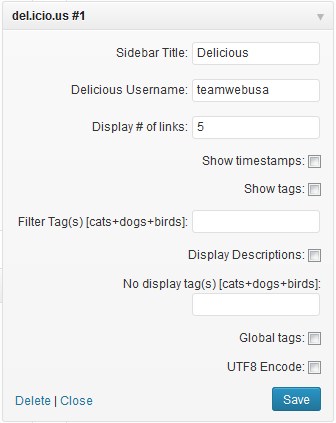 del.icio.us #1
Sidebar Title: Delicious
Delicious Username: teamwebusa
Display # of links: 5
Show timestamps:
Show tags:
Filter Tag(s) [cats+dogs+birds]:
Display Descriptions:
No display tag(s) [cats+dogs+birds]:
Global tags:
UTF8 Encode:
Delete | Close Save